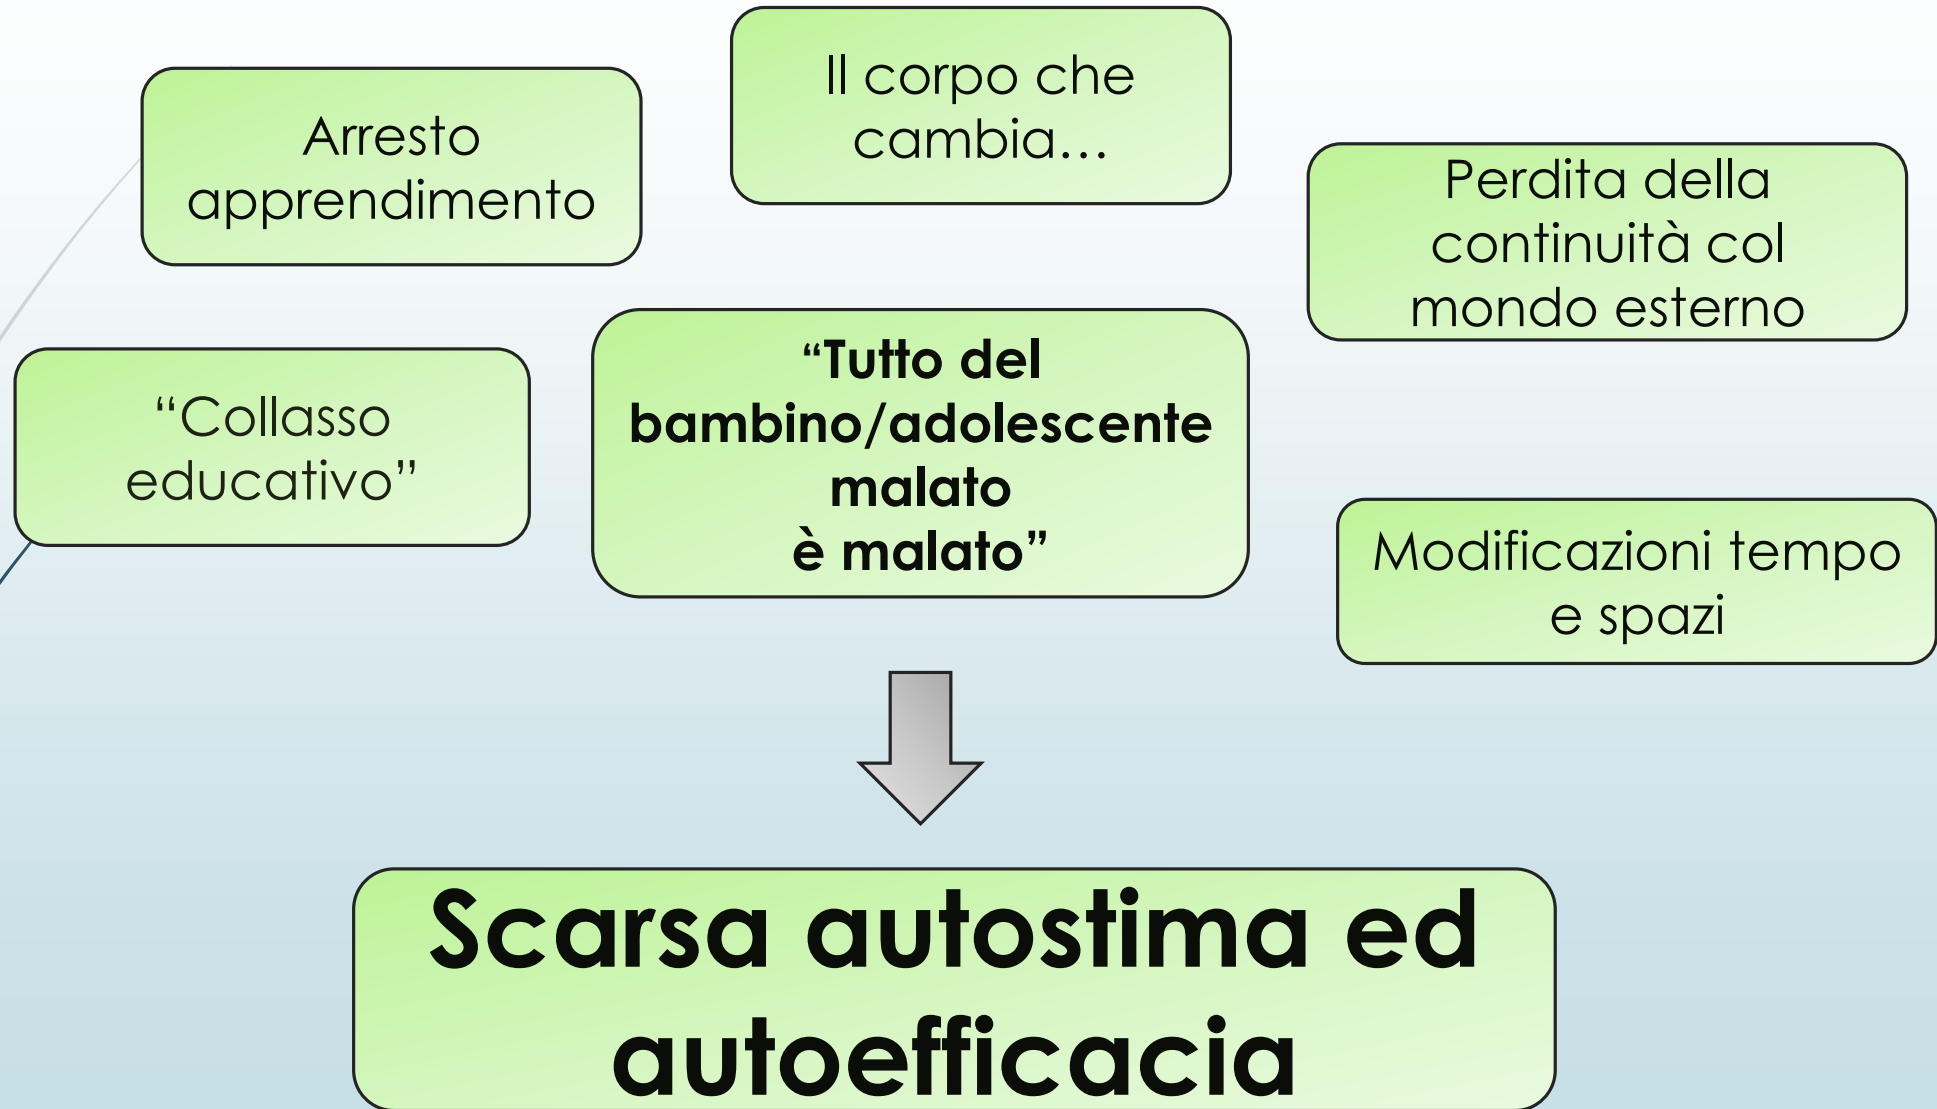 Il corpo che
cambia…
Arresto
apprendimento
Perdita della
continuità col
mondo esterno
“Collasso
educativo”
“Tutto del
bambino/adolescente
malato
è malato”
Modificazioni tempo
e spazi
Scarsa autostima ed
autoefficacia